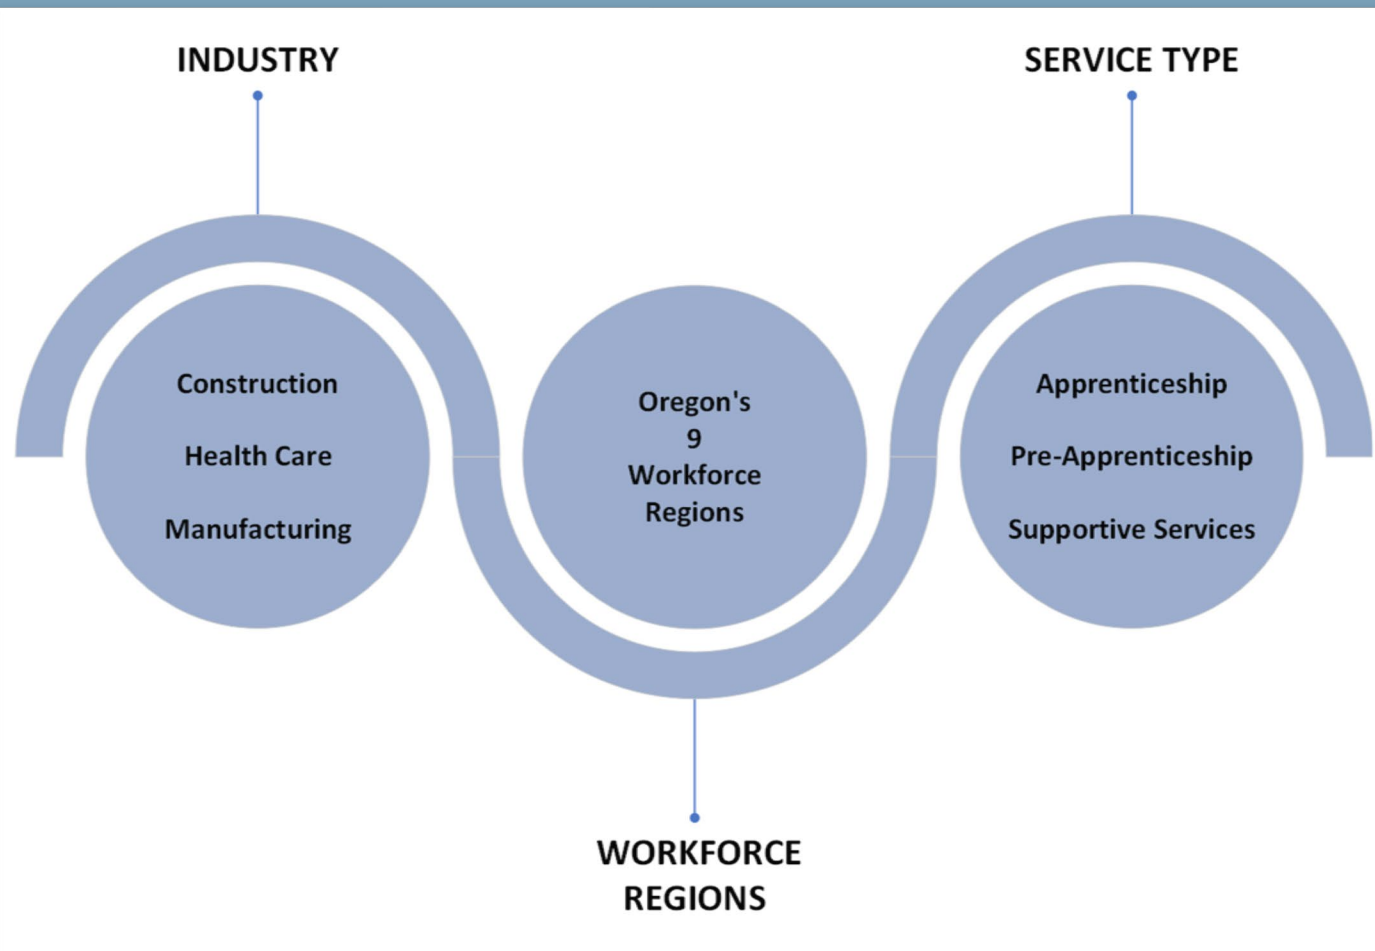 INDUSTRY
SERVICE TYPE
Construction
Health Care
Manufacturing
Oregon's
9
Workforce
Regions
Apprenticeship
Pre-Apprenticeship
Supportive Services
WORKFORCE
REGIONS